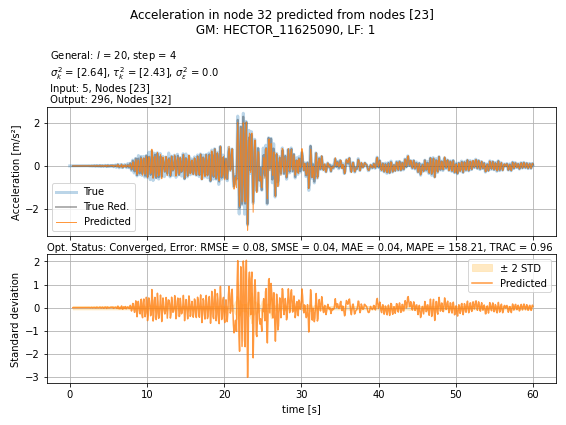 Acceleration in node 32 predicted from nodes [23]
GM: HECTOR_11625090, LF: 1
General: l = 20, step = 4
σ²ₖ = [2.64], τ²ₖ = [2.43], σ²ε = 0.0
Input: 5, Nodes [23]
Output: 296, Nodes [32]
Acceleration [m/s²]
2
0
−2
True
True Red.
Predicted
Opt. Status: Converged, Error: RMSE = 0.08, SMSE = 0.04, MAE = 0.04, MAPE = 158.21, TRAC = 0.96
Standard deviation
2
1
0
−1
−2
−3
± 2 STD
Predicted
0 10 20 30 40 50 60
time [s]